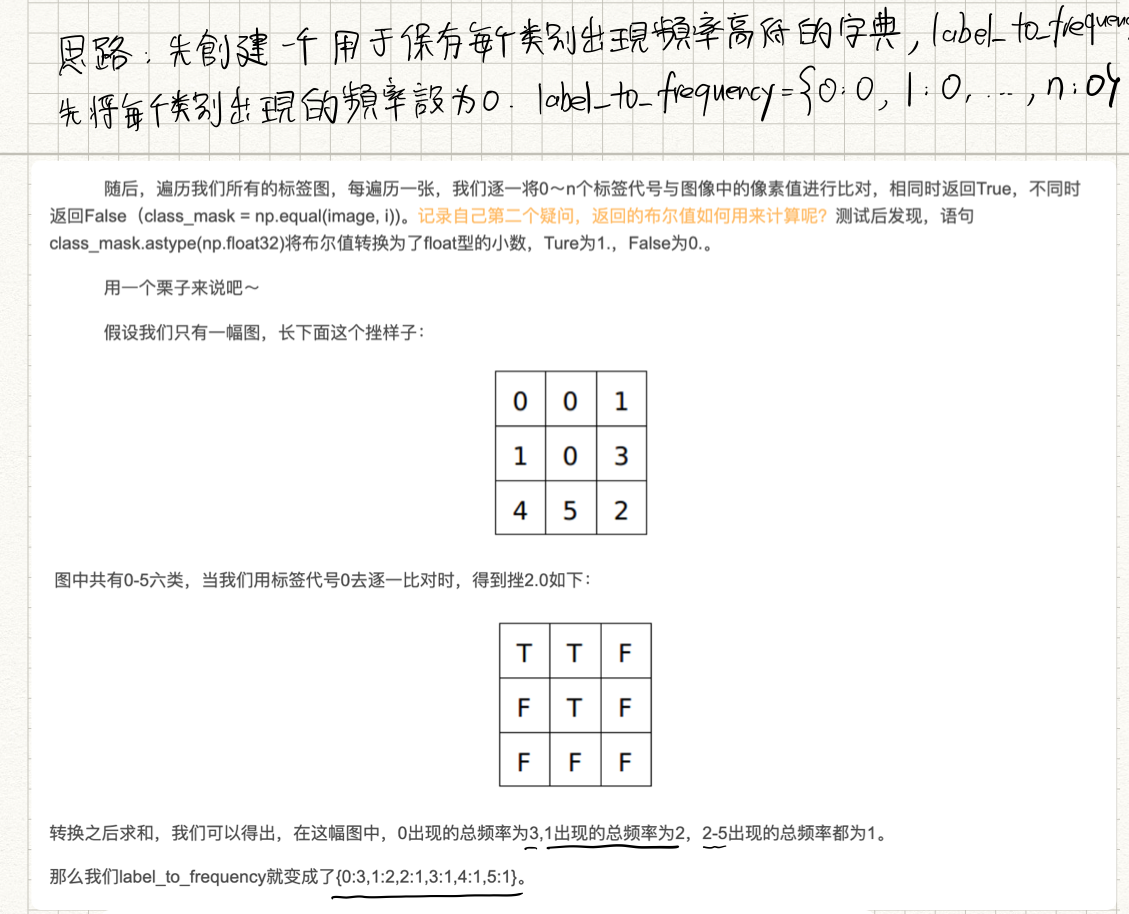 思路：先創建一个用于保存每个类别出現頻率高低的字典，label_to_frequency
先将每个类别出現的頻率設为0. label_to_frequency={0:0, 1:0, ..., n:0}
随后，遍历我们所有的标签图，每遍历一张，我们逐一将0～n个标签代号与图像中的像素值进行比对，相同时返回True，不同时
返回False（class_mask = np.equal(image, i)）。记录自己第二个疑问，返回的布尔值如何用来计算呢？测试后发现，语句
class_mask.astype(np.float32)将布尔值转换为了float型的小数，Ture为1.，False为0.。
用一个栗子来说吧～
假设我们只有一幅图，长下面这个挫样子：
0 0 1
1 0 3
4 5 2
图中共有0-5六类，当我们用标签代号0去逐一比对时，得到挫2.0如下：
T T F
F T F
F F F
转换之后求和，我们可以得出，在这幅图中，0出现的总频率为3,1出现的总频率为2，2-5出现的总频率都为1。
那么我们label_to_frequency就变成了{0:3,1:2,2:1,3:1,4:1,5:1}。